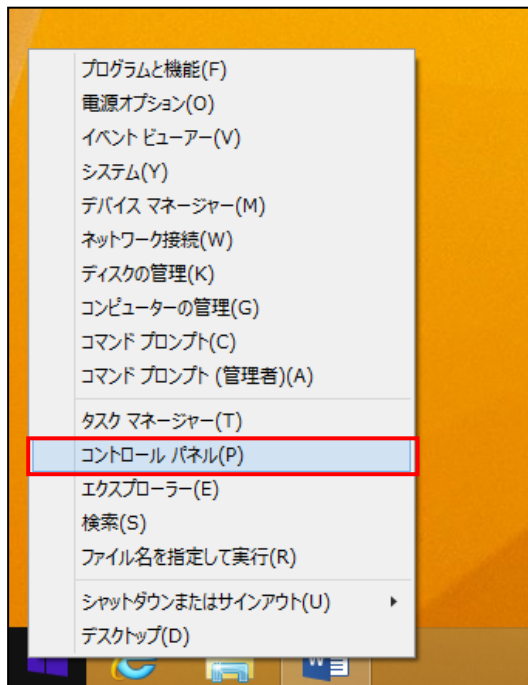 プログラムと機能(F)
電源オプション(O)
イベント ビューアー(V)
システム(Y)
デバイス マネージャー(M)
ネットワーク接続(W)
ディスクの管理(K)
コンピューターの管理(G)
コマンド プロンプト(C)
コマンド プロンプト (管理者)(A)
タスク マネージャー(T)
コントロール パネル(P)
エクスプローラー(E)
検索(S)
ファイル名を指定して実行(R)
シャットダウンまたはサインアウト(U)
デスクトップ(D)